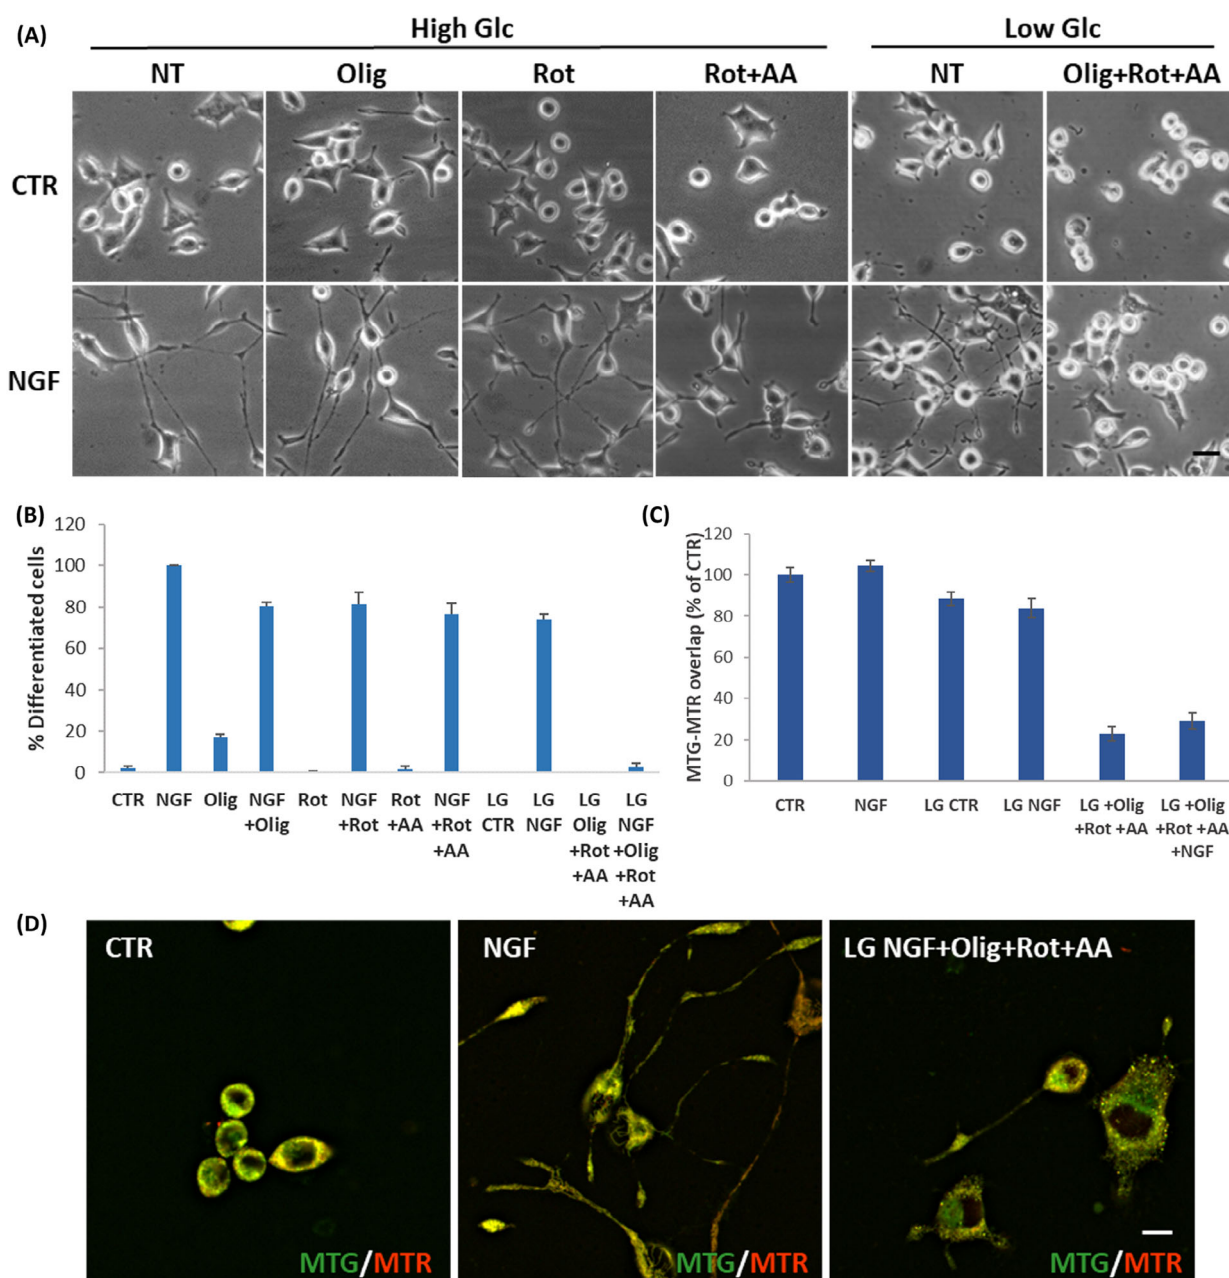 (A)
High Glc
Low Glc
NT
Olig
Rot
Rot+AA
NT
Olig+Rot+AA
CTR
NGF
(B)
120
100
80
60
40
20
0
% Differentiated cells
CTR
NGF
Olig
NGF
+Olig
Rot
NGF
+Rot
Rot
+AA
NGF
+Rot
+AA
LG
CTR
LG
NGF
LG
Olig
+Rot
+AA
LG
NGF
+Olig
+Rot
+AA
(C)
120
100
80
60
40
20
0
MTG-MTR overlap (% of CTR)
CTR
NGF
LG CTR
LG NGF
LG +Olig
+Rot +AA
LG +Olig
+Rot +AA
+NGF
(D)
CTR
MTG/MTR
NGF
MTG/MTR
LG NGF+Olig+Rot+AA
MTG/MTR